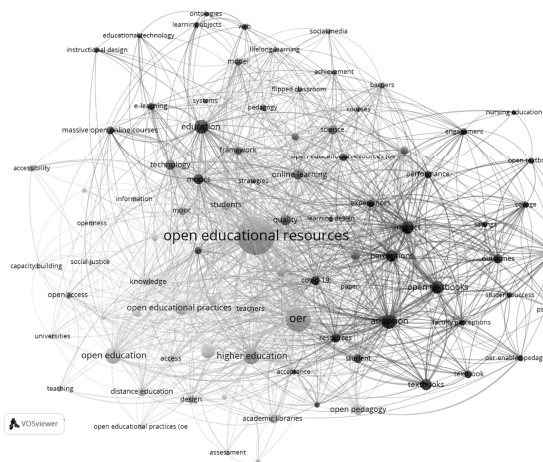 ontologies
educational technology
learning objects
web
social media
instructional design
lifelong learning
model
achievement
flipped classroom
barriers
systems
e-learning
pedagogy
courses
nursing education
massive open online courses
education
science
engagement
framework
technology
open textb
accessibility
moocs
strategies
online learning
performance
information
students
experiences
college
mooc
quality
learning design
impact
savings
openness
open educational resources
perceptions
outcomes
capacity building
social justice
knowledge
covid-19
paper
open textbooks
student success
open access
open educational practices
teachers
oer
adoption
faculty perceptions
ps
universities
resources
open education
access
higher education
student
oer-enabled pedag
acceptance
textbook
teaching
distance education
design
textbooks
academic libraries
open pedagogy
VOSviewer
open educational practices (oe
assessment